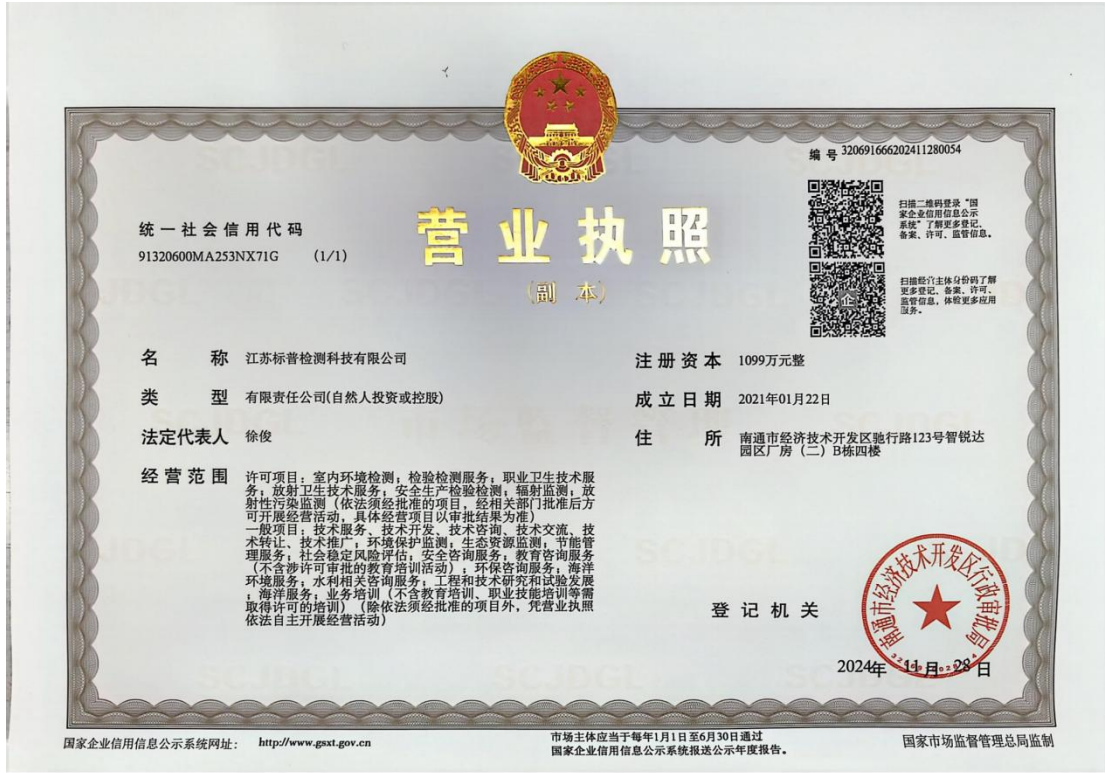 编号 320691666202411280054
扫描二维码登录“国
家企业信用信息公示
系统”了解更多登记、
备案、许可、监管信息。
统一社会信用代码
91320600MA253NX71G (1/1)
营业执照
(副本)
扫描经营主体身份码了解
更多登记、备案、许可、
监管信息，体验更多应用
服务。
企
名称 江苏标普检测科技有限公司
类型 有限责任公司(自然人投资或控股)
法定代表人 徐俊
经营范围 许可项目：室内环境检测；检验检测服务；职业卫生技术服
务；放射卫生技术服务；安全生产检验检测；辐射监测；放
射性污染监测（依法须经批准的项目，经相关部门批准后方
可开展经营活动，具体经营项目以审批结果为准）
一般项目：技术服务、技术开发、技术咨询、技术交流、技
术转让、技术推广；环境保护监测；生态资源监测；节能管
理服务；社会稳定风险评估；安全咨询服务；教育咨询服务
（不含涉许可审批的教育培训活动）；环保咨询服务；海洋
环境服务；水利相关咨询服务；工程和技术研究和试验发展
；海洋服务；业务培训（不含教育培训、职业技能培训等需
取得许可的培训）（除依法须经批准的项目外，凭营业执照
依法自主开展经营活动）
注册资本 1099万元整
成立日期 2021年01月22日
住所 南通市经济技术开发区驰行路123号智锐达
园区厂房（二）B栋四楼
登记机关
南通市经济技术开发区行政审批局
2024年 11月 28日
国家企业信用信息公示系统网址： http://www.gsxt.gov.cn
市场主体应当于每年1月1日至6月30日通过
国家企业信用信息公示系统报送公示年度报告。
国家市场监督管理总局监制